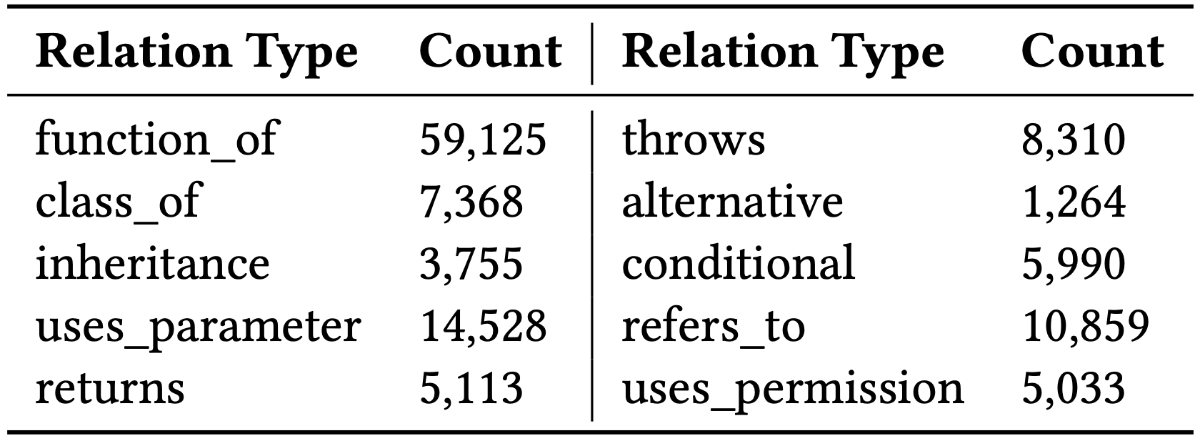 Relation Type Count Relation Type Count
function_of 59,125 throws 8,310
class_of 7,368 alternative 1,264
inheritance 3,755 conditional 5,990
uses_parameter 14,528 refers_to 10,859
returns 5,113 uses_permission 5,033